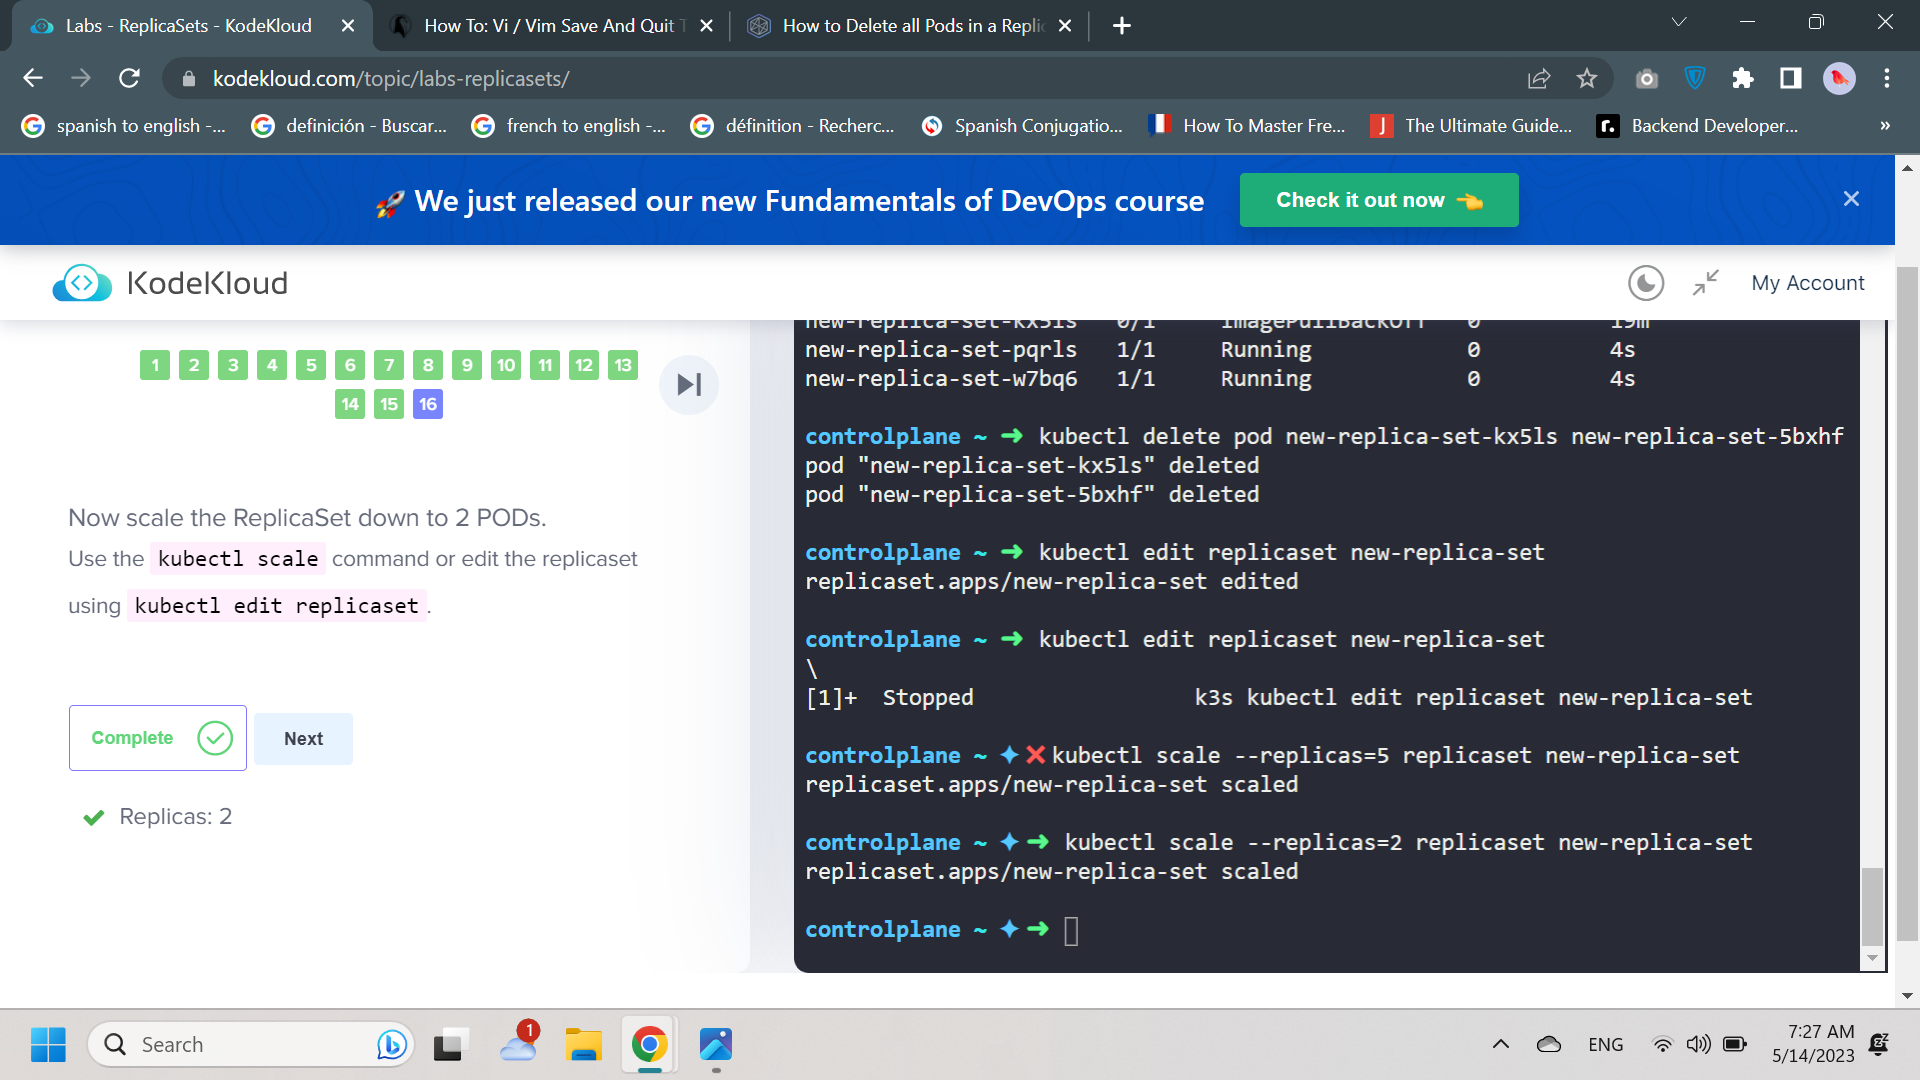 Labs - ReplicaSets - KodeKloud
How To: Vi / Vim Save And Quit T
How to Delete all Pods in a Repli
kodekloud.com/topic/labs-replicasets/
spanish to english -...
definición - Buscar...
french to english -...
définition - Recherc...
Spanish Conjugatio...
How To Master Fre...
The Ultimate Guide...
Backend Developer...
»
We just released our new Fundamentals of DevOps course
Check it out now
KodeKloud
My Account
1 2 3 4 5 6 7 8 9 10 11 12 13
14 15 16
Now scale the ReplicaSet down to 2 PODs.
Use the kubectl scale command or edit the replicaset
using kubectl edit replicaset.
Complete
Next
Replicas: 2
new-replica-set-kx5ls 0/1 ImagePullBackOff 0 19m
new-replica-set-pqrls 1/1 Running 0 4s
new-replica-set-w7bq6 1/1 Running 0 4s
controlplane ~ ➜ kubectl delete pod new-replica-set-kx5ls new-replica-set-5bxhf
pod "new-replica-set-kx5ls" deleted
pod "new-replica-set-5bxhf" deleted
controlplane ~ ➜ kubectl edit replicaset new-replica-set
replicaset.apps/new-replica-set edited
controlplane ~ ➜ kubectl edit replicaset new-replica-set
\
[1]+ Stopped k3s kubectl edit replicaset new-replica-set
controlplane ~ ✦ ✖ kubectl scale --replicas=5 replicaset new-replica-set
replicaset.apps/new-replica-set scaled
controlplane ~ ✦ ➜ kubectl scale --replicas=2 replicaset new-replica-set
replicaset.apps/new-replica-set scaled
controlplane ~ ✦ ➜
Search
1
ENG
7:27 AM
5/14/2023